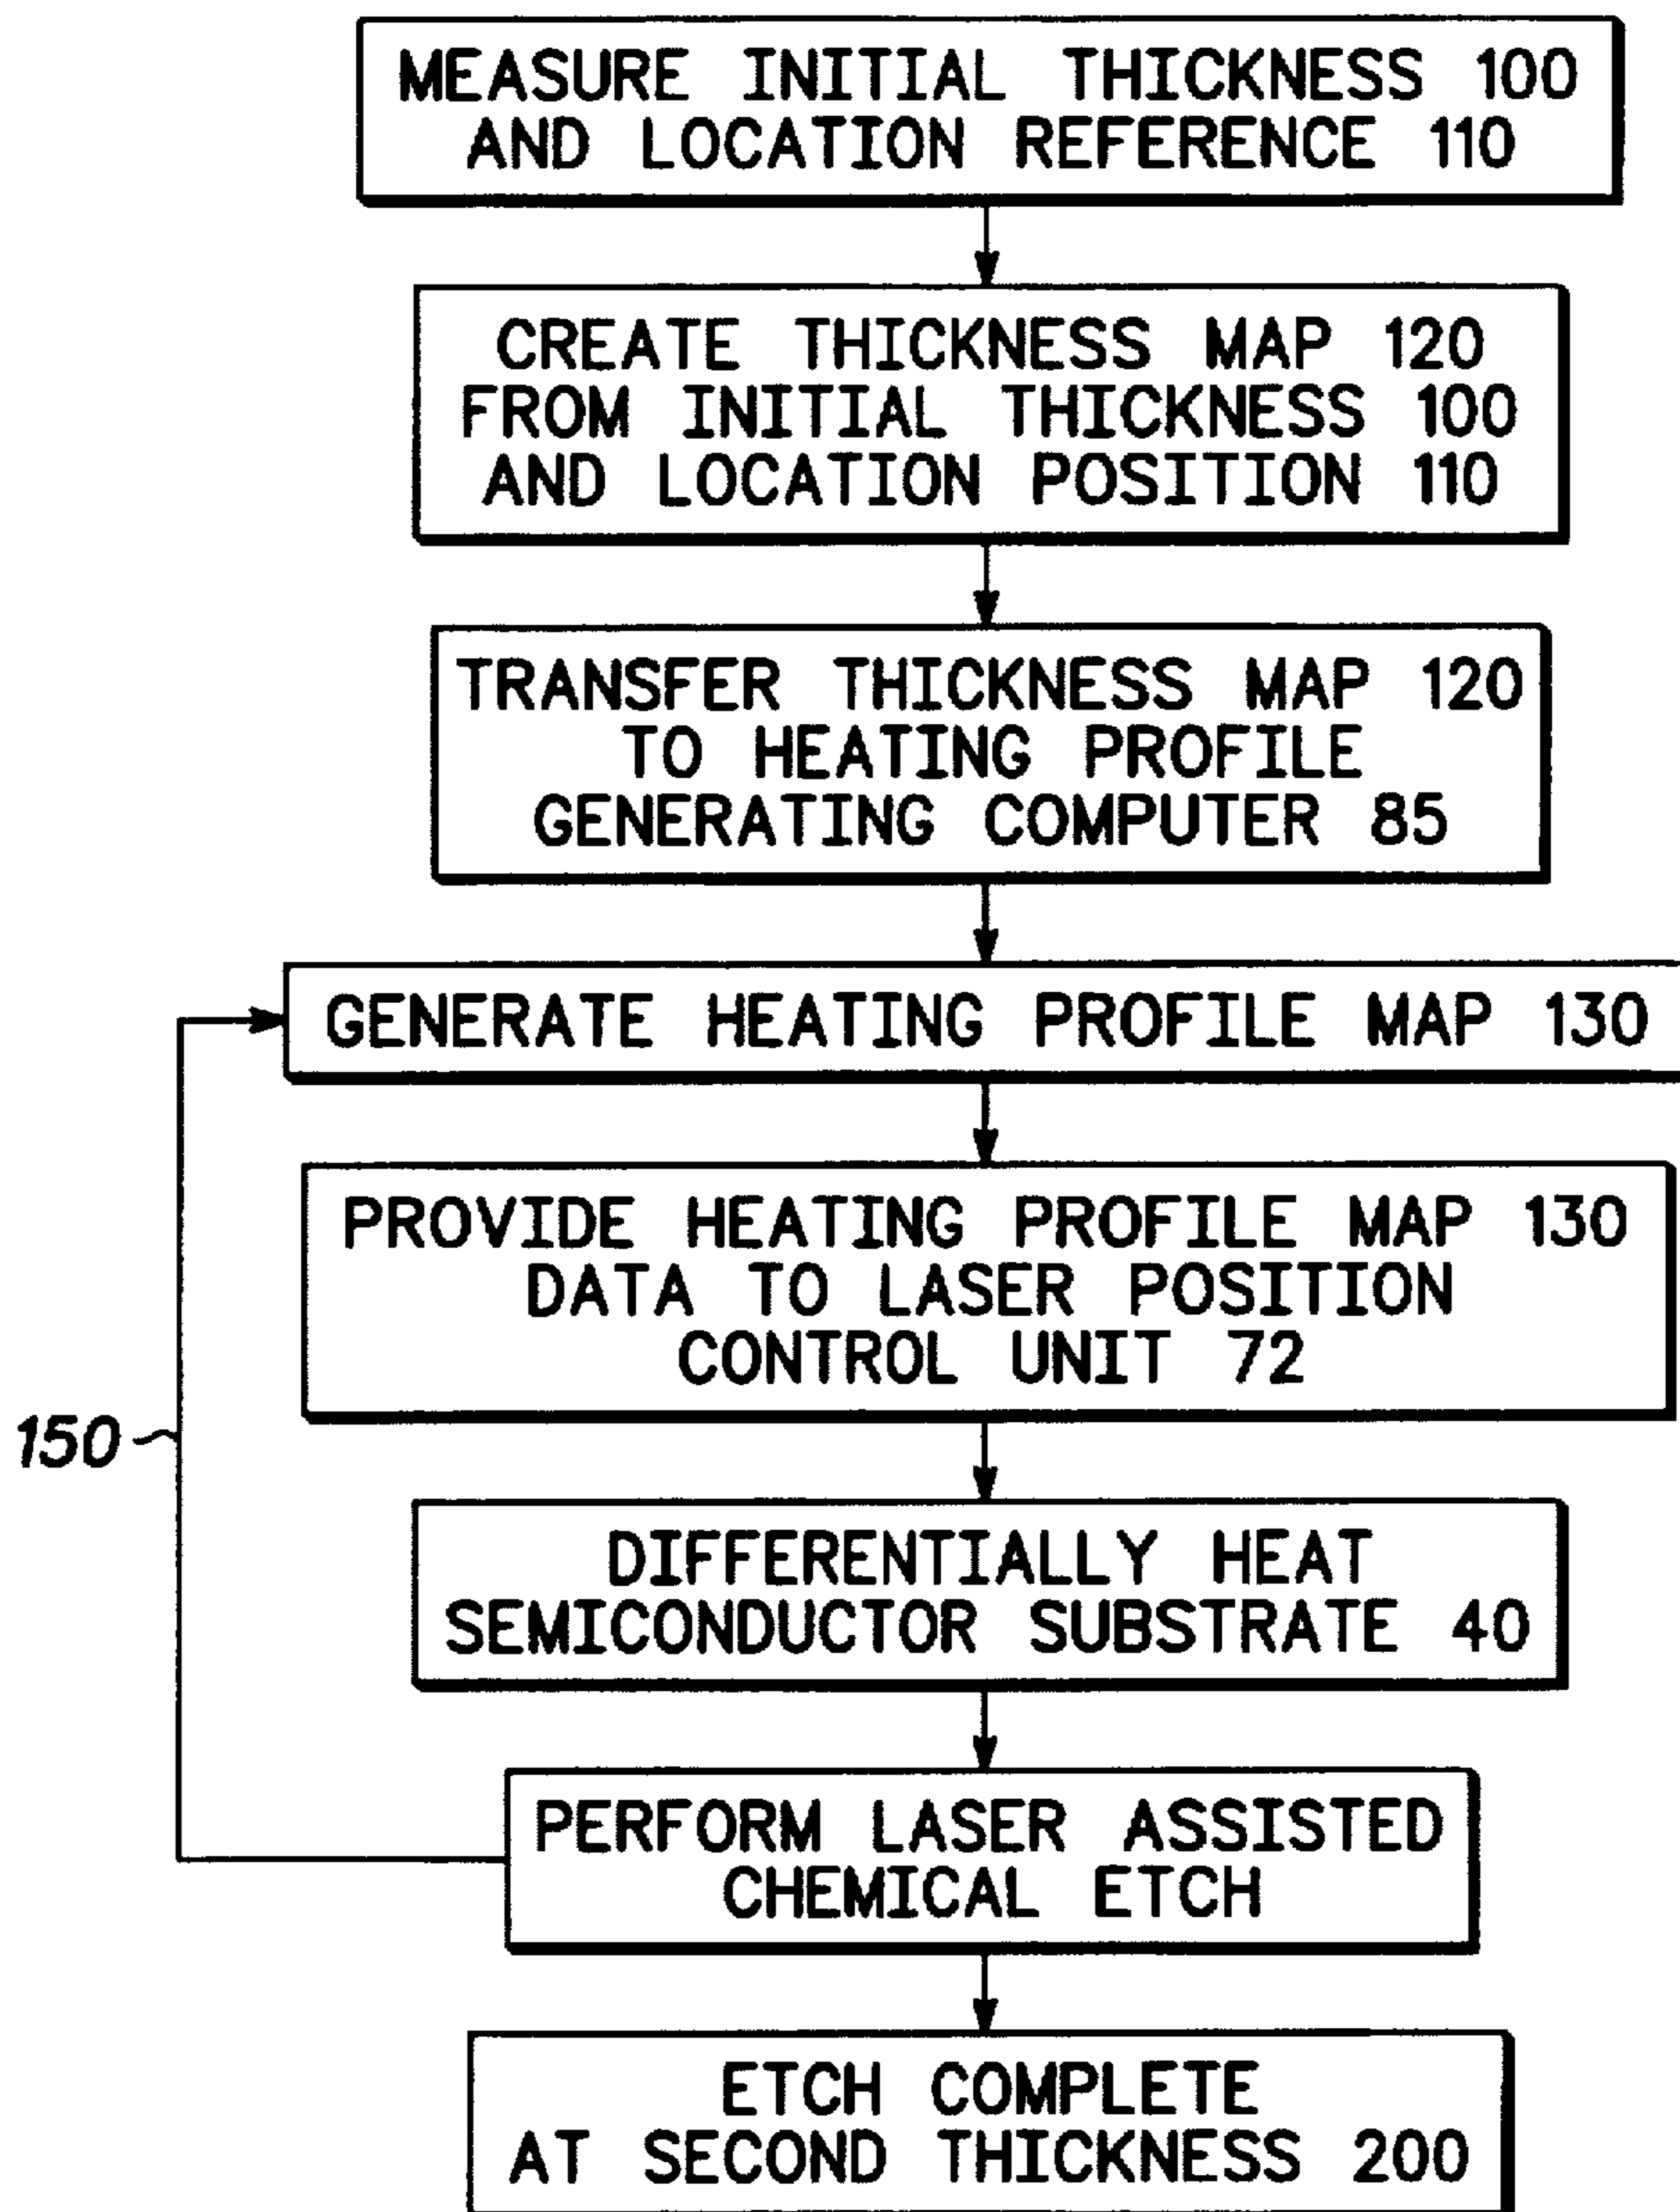 MEASURE INITIAL THICKNESS 100
AND LOCATION REFERENCE 110
CREATE THICKNESS MAP 120
FROM INITIAL THICKNESS 100
AND LOCATION POSITION 110
TRANSFER THICKNESS MAP 120
TO HEATING PROFILE
GENERATING COMPUTER 85
GENERATE HEATING PROFILE MAP 130
PROVIDE HEATING PROFILE MAP 130
DATA TO LASER POSITION
CONTROL UNIT 72
150
DIFFERENTIALLY HEAT
SEMICONDUCTOR SUBSTRATE 40
PERFORM LASER ASSISTED
CHEMICAL ETCH
ETCH COMPLETE
AT SECOND THICKNESS 200